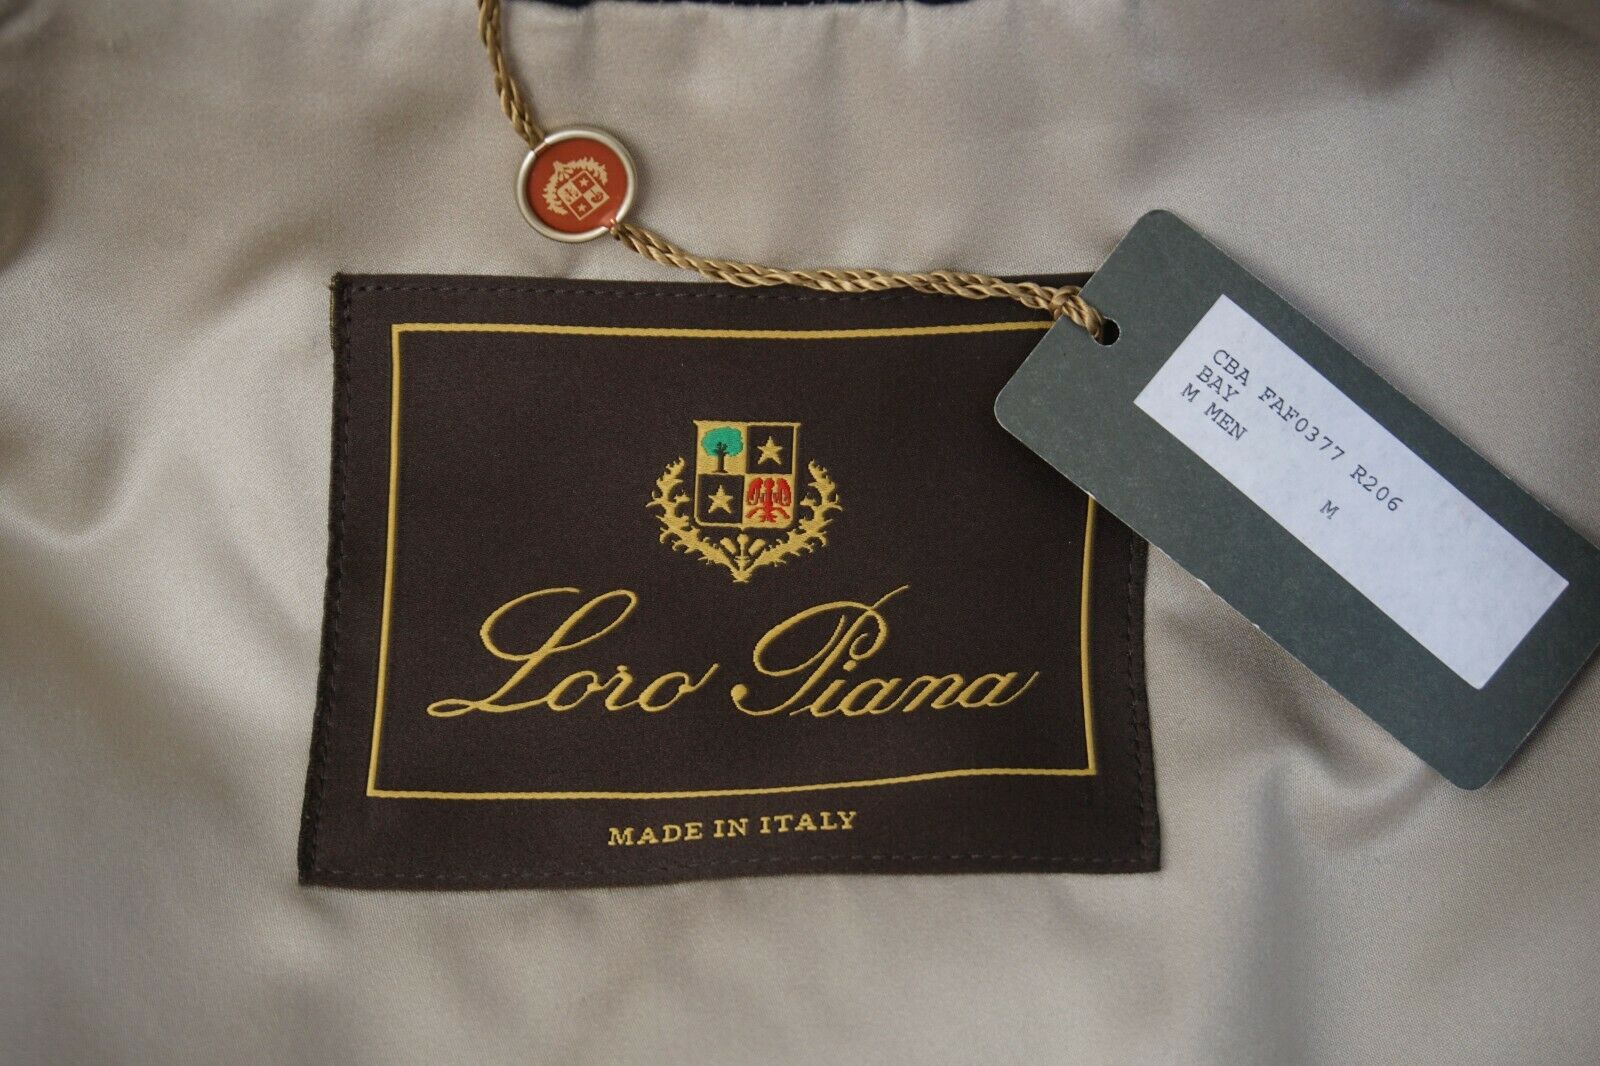 Loro Piana
MADE IN ITALY
CBA FAF0377 R206
BAY
M MEN M